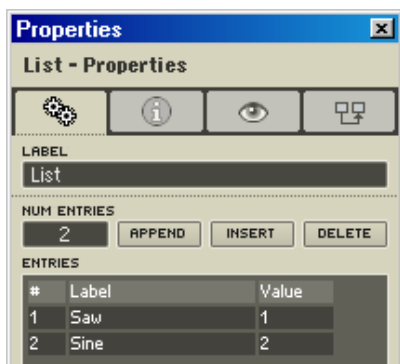 Properties
List - Properties
LABEL
List
NUM ENTRIES
2 APPEND INSERT DELETE
ENTRIES
# Label Value
1 Saw 1
2 Sine 2